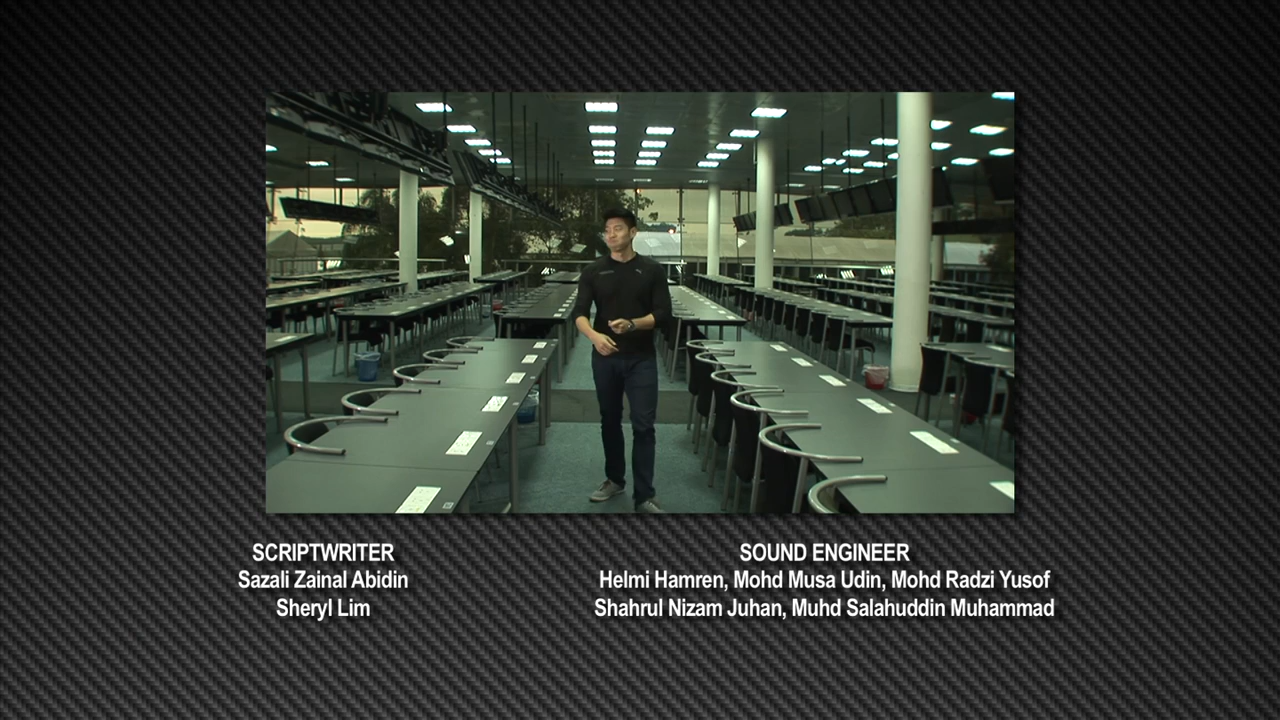 SCRIPTWRITER
Sazali Zainal Abidin
Sheryl Lim
SOUND ENGINEER
Helmi Hamren, Mohd Musa Udin, Mohd Radzi Yusof
Shahrul Nizam Juhan, Muhd Salahuddin Muhammad